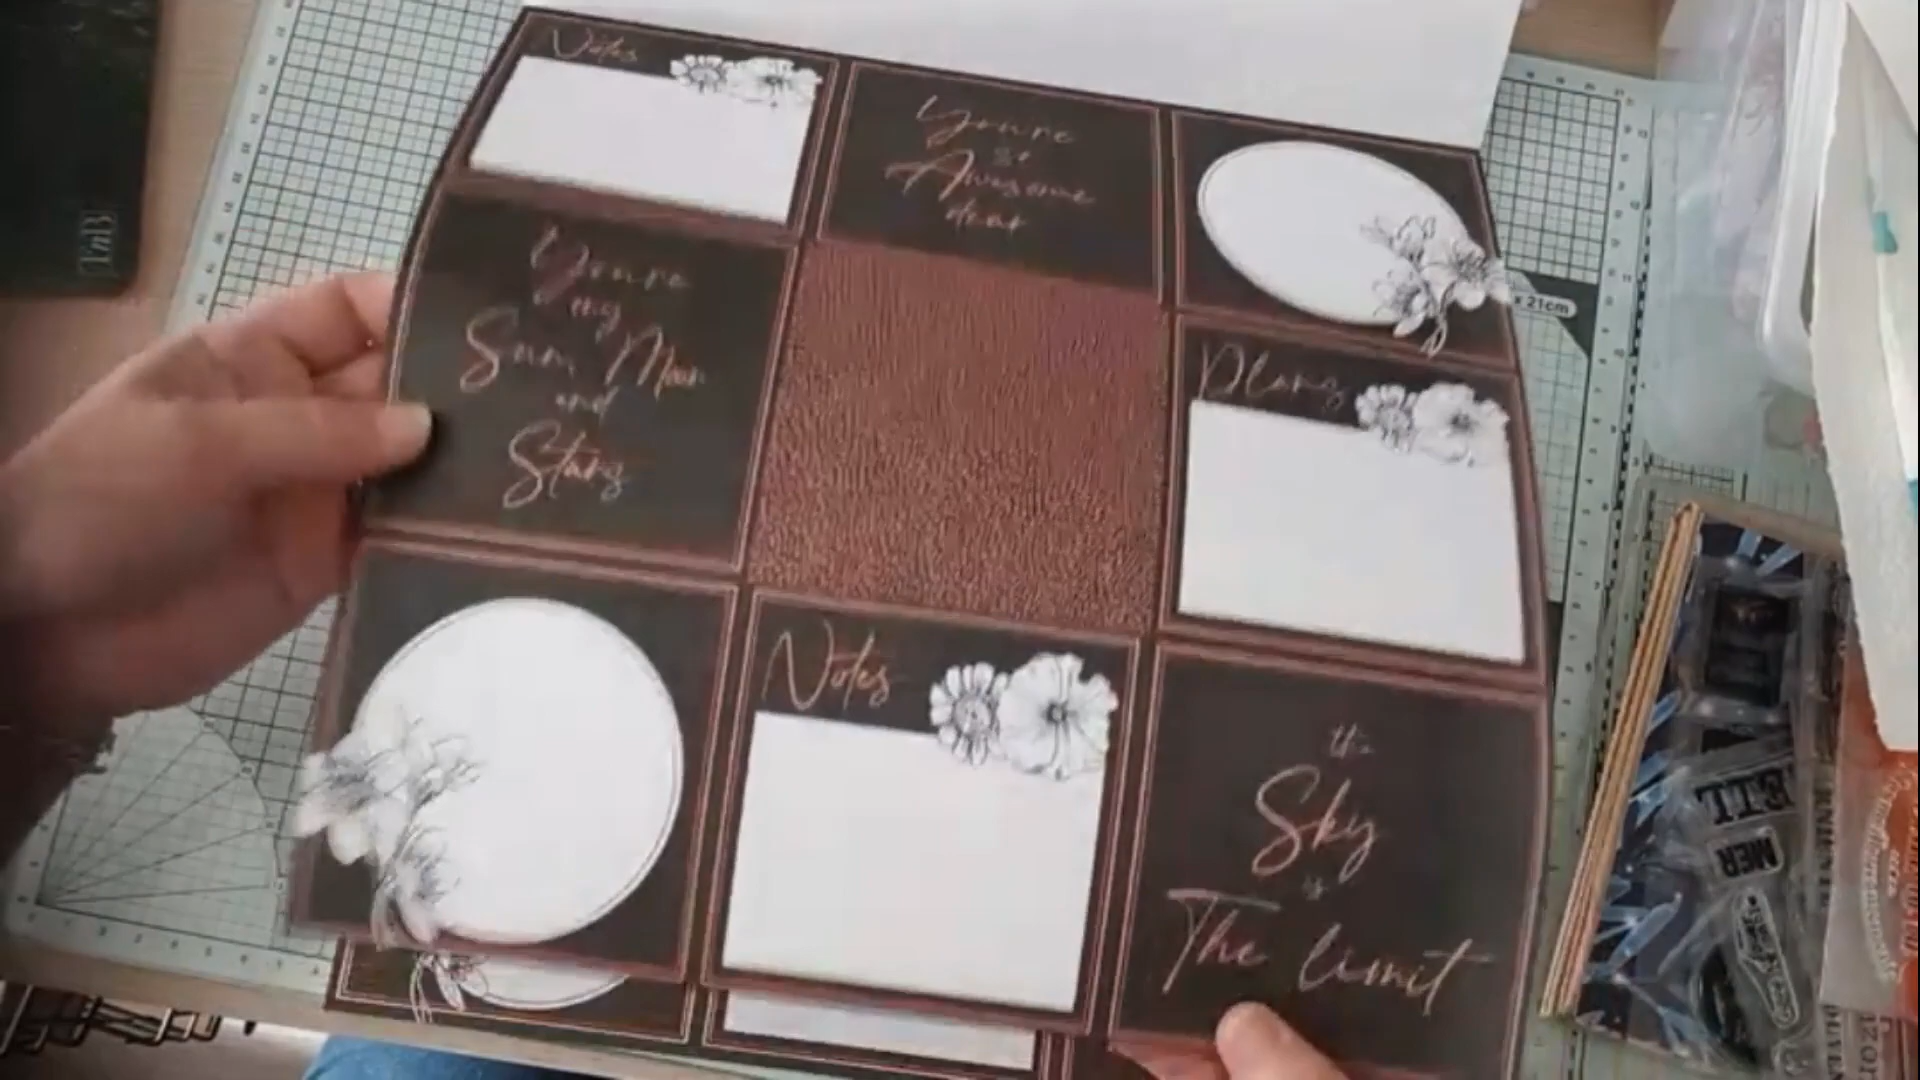 Notes
You're
so
Awesome
dear
You're
my
Sun, Moon
and
Stars
Plans
Notes
the
Sky
is
The limit
TnB
x 21cm
MER